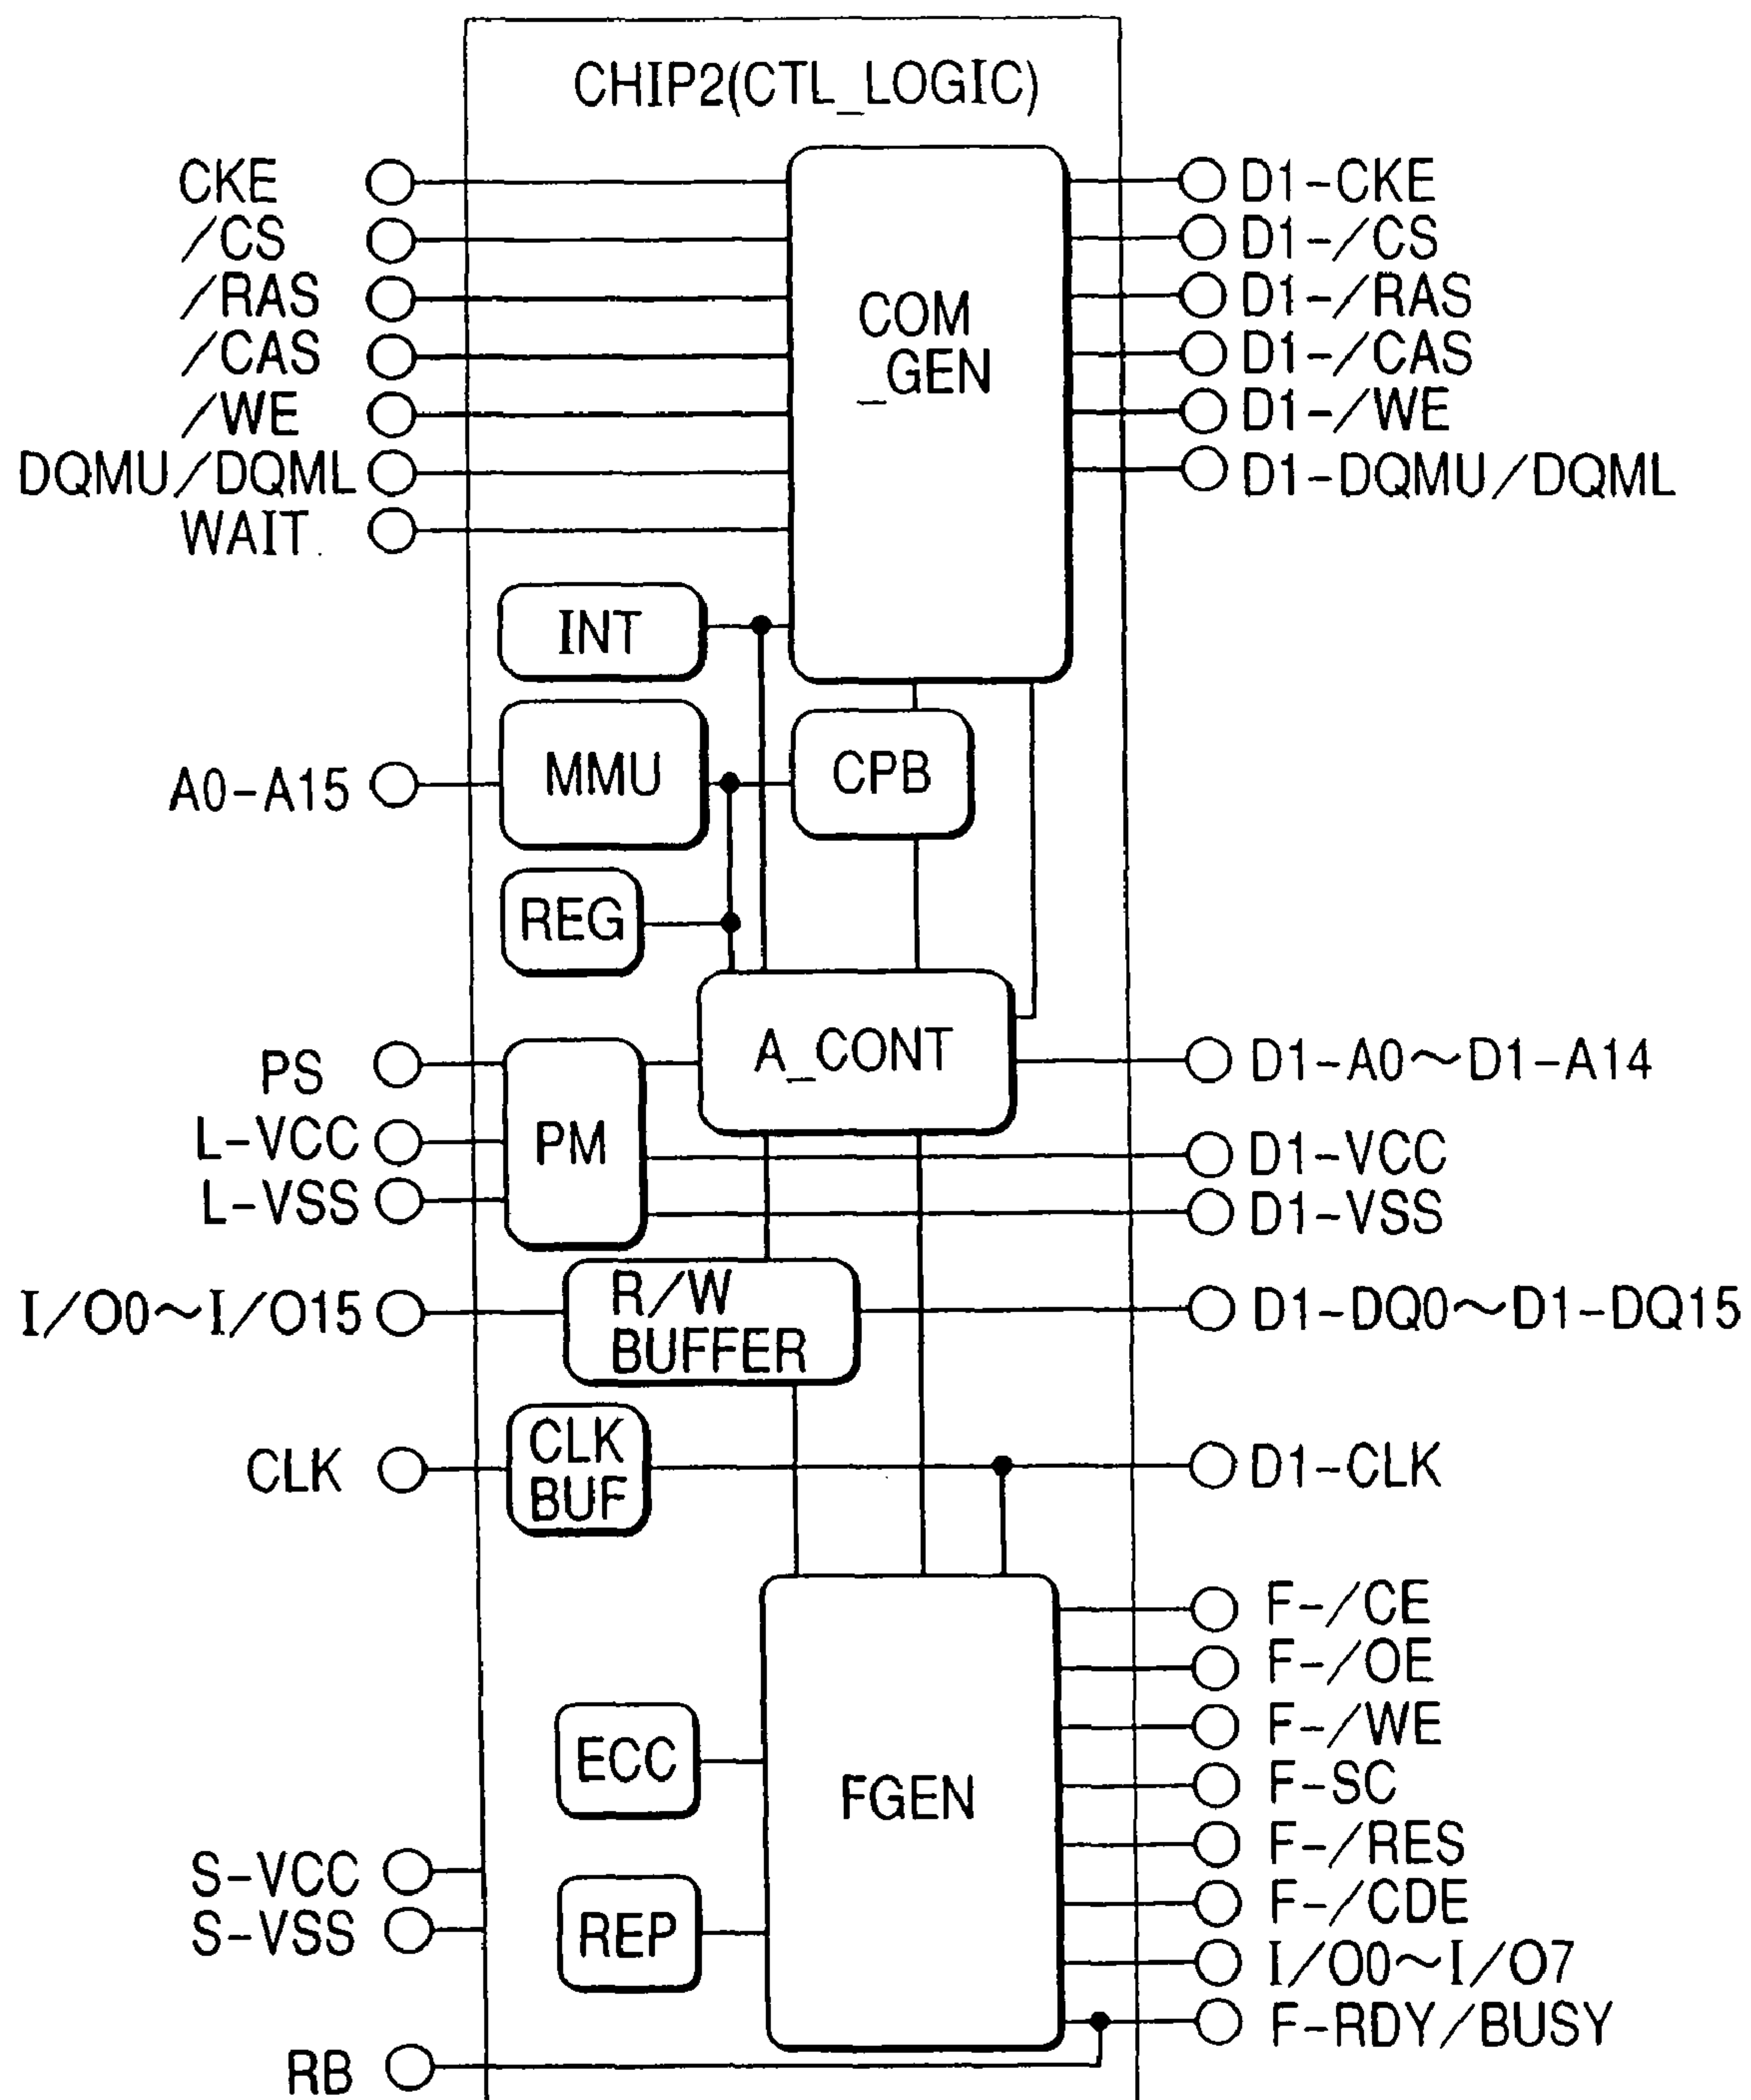 CHIP2(CTL_LOGIC)
CKE
/CS
/RAS
/CAS
/WE
DQMU/DQML
WAIT
COM
_GEN
D1-CKE
D1-/CS
D1-/RAS
D1-/CAS
D1-/WE
D1-DQMU/DQML
INT
A0-A15
MMU
CPB
REG
A_CONT
PS
L-VCC
L-VSS
PM
D1-A0~D1-A14
D1-VCC
D1-VSS
I/O0~I/O15
R/W
BUFFER
D1-DQ0~D1-DQ15
CLK
CLK
BUF
D1-CLK
ECC
REP
FGEN
F-/CE
F-/OE
F-/WE
F-SC
F-/RES
F-/CDE
I/O0~I/O7
F-RDY/BUSY
S-VCC
S-VSS
RB